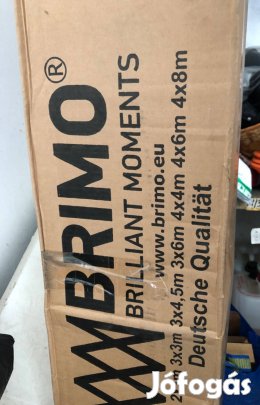 BRIMO®
BRILLIANT MOMENTS
www.brimo.eu
3x3m 3x4.5m 3x6m 4x4m 4x6m 4x8m
Deutsche Qualität
Jófogás